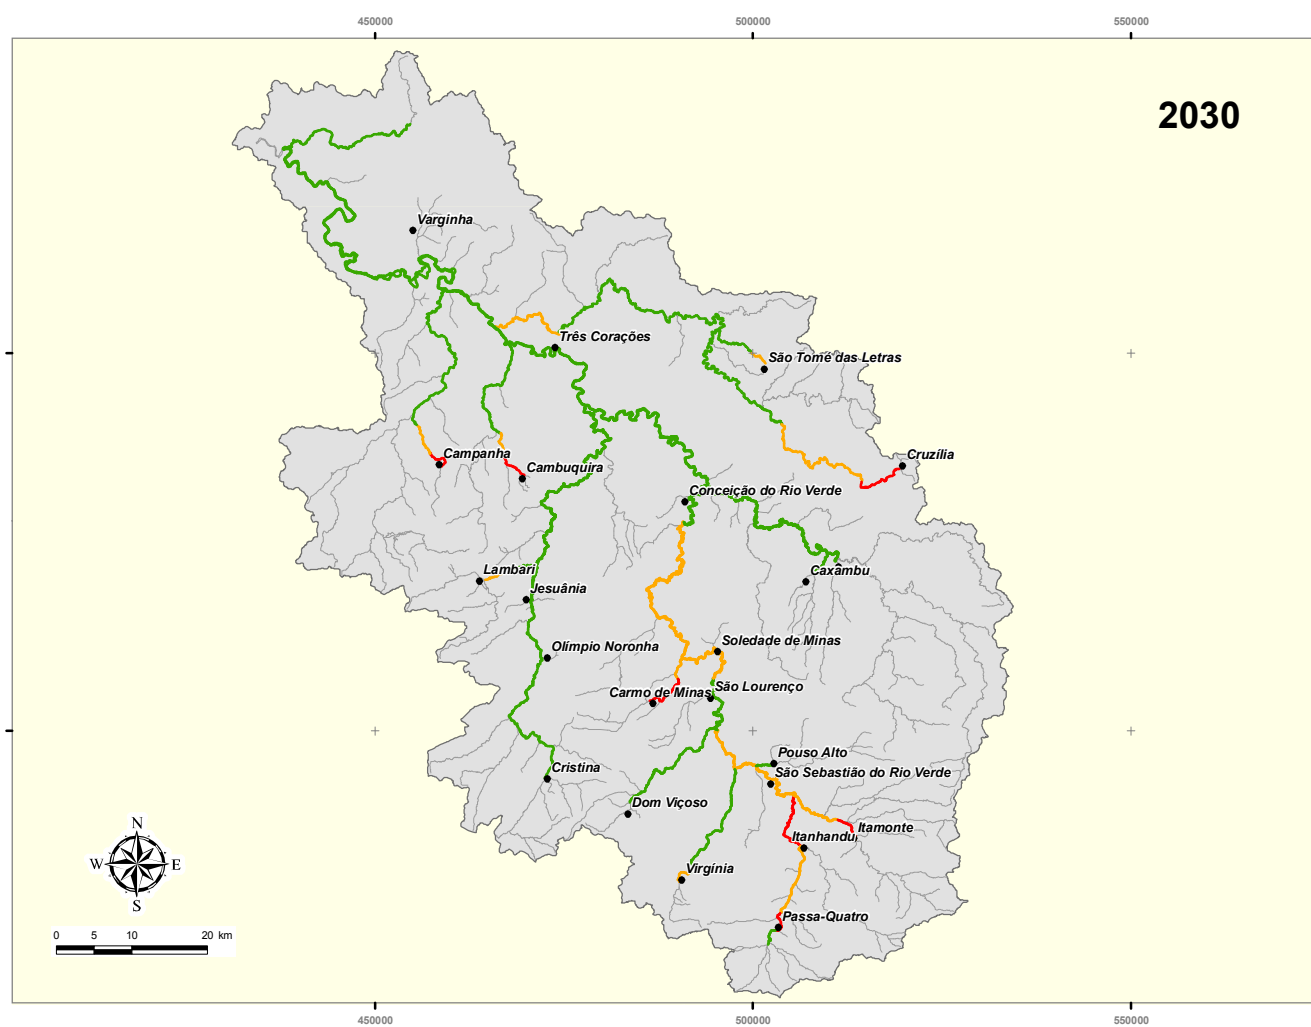 450000
500000
550000
2030
Varginha
Três Corações
São Tomé das Letras
Campanha
Cambuquira
Cruzília
Conceição do Rio Verde
Lambari
Jesuânia
Caxambu
Olímpio Noronha
Soledade de Minas
Carmo de Minas
São Lourenço
Pouso Alto
São Sebastião do Rio Verde
Cristina
Dom Viçoso
Itamonte
Itanhandu
Virgínia
Passa-Quatro
N
W
E
S
0 5 10 20 km
450000
500000
550000